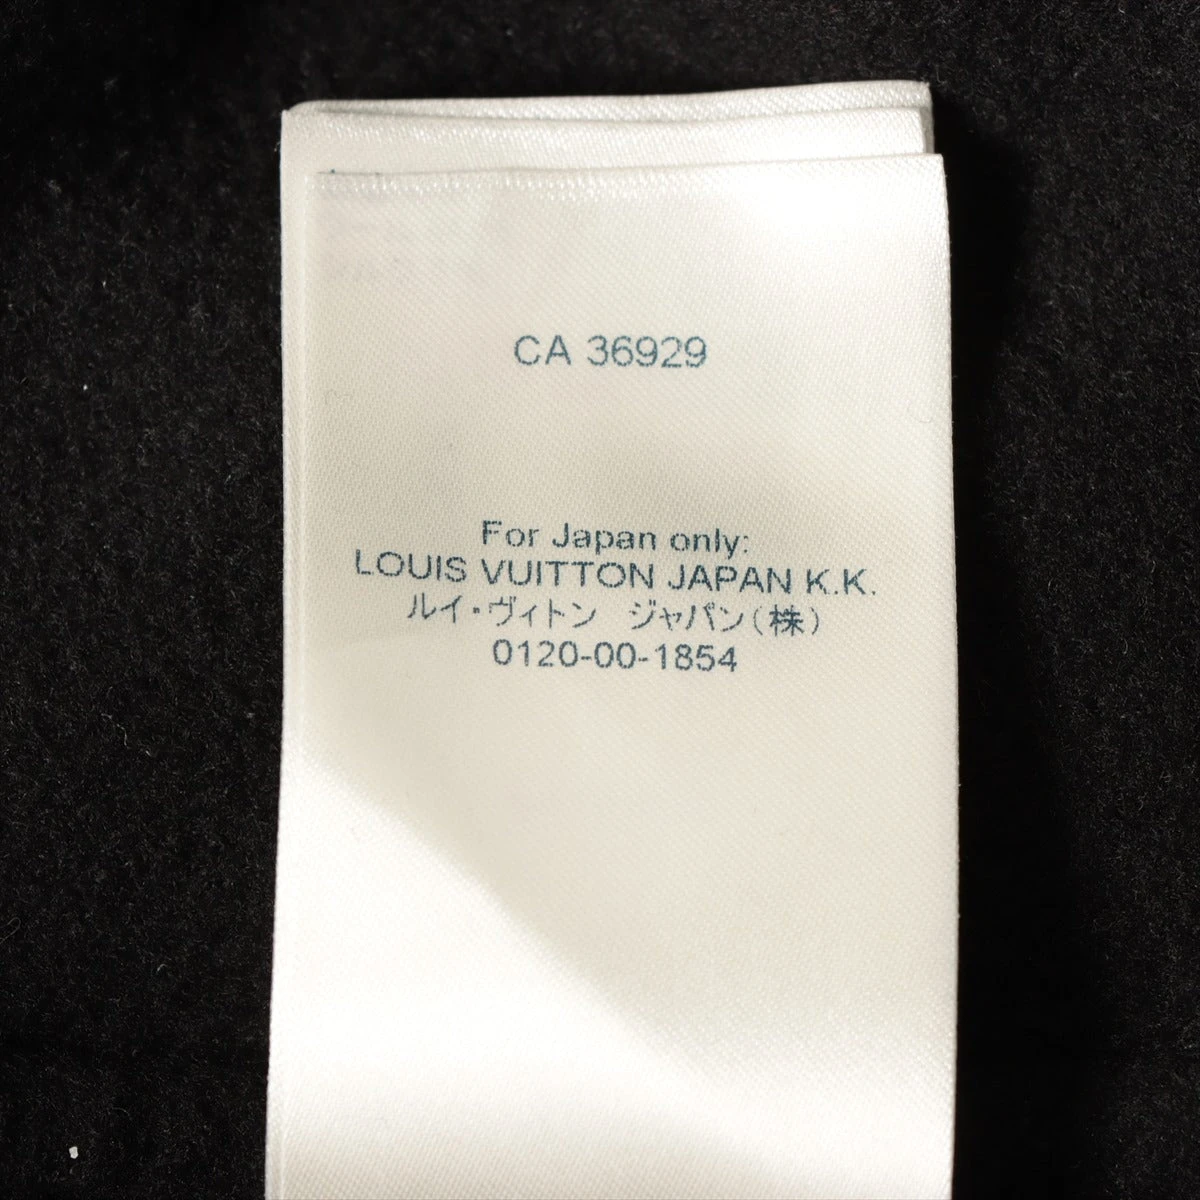 CA 36929
For Japan only:
LOUIS VUITTON JAPAN K.K.
ルイ・ヴィトン　ジャパン(株)
0120-00-1854